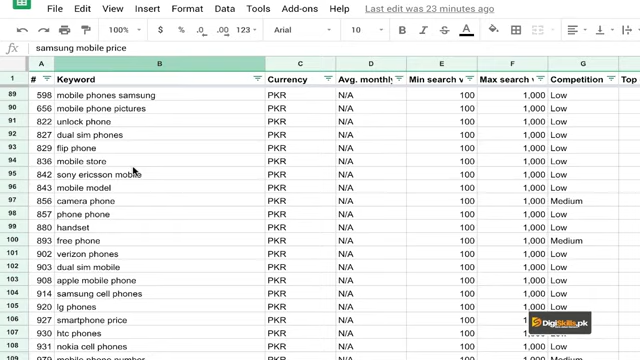 File Edit View Insert Format Data Tools Add-ons Help Last edit was 23 minutes ago
100% $ % .0 .00 123 Arial 10 B I S A
fx samsung mobile price
A B C D E F G
1 # Keyword Currency Avg. monthly Min search v Max search Competition Top
89 598 mobile phones samsung PKR N/A 100 1,000 Low
90 656 mobile phone pictures PKR N/A 100 1,000 Low
91 822 unlock phone PKR N/A 100 1,000 Low
92 827 dual sim phones PKR N/A 100 1,000 Low
93 829 flip phone PKR N/A 100 1,000 Low
94 836 mobile store PKR N/A 100 1,000 Low
95 842 sony ericsson mobile PKR N/A 100 1,000 Low
96 843 mobile model PKR N/A 100 1,000 Low
97 856 camera phone PKR N/A 100 1,000 Medium
98 857 phone phone PKR N/A 100 1,000 Low
99 880 handset PKR N/A 100 1,000 Low
100 893 free phone PKR N/A 100 1,000 Medium
101 902 verizon phones PKR N/A 100 1,000 Low
102 903 dual sim mobile PKR N/A 100 1,000 Low
103 908 apple mobile phone PKR N/A 100 1,000 Low
104 914 samsung cell phones PKR N/A 100 1,000 Low
105 920 lg phones PKR N/A 100 1,000 Low
106 927 smartphone price PKR N/A 100
107 930 htc phones PKR N/A 100
DigiSkills.pk
108 931 nokia cell phones PKR N/A 100 1,000 Low
979 mobile phone number PKR N/A 100 1,000 Medium